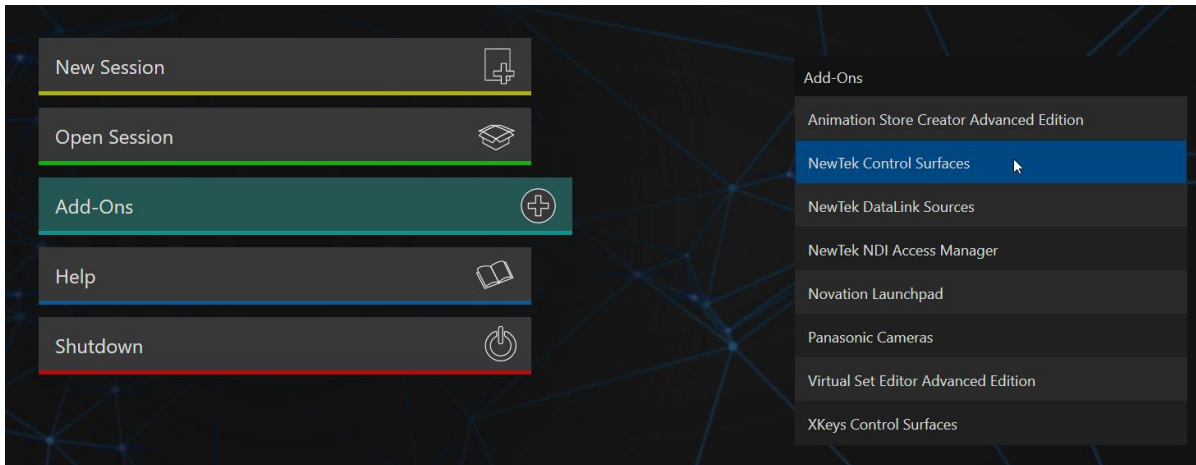 New Session
Open Session
Add-Ons
Help
Shutdown
Add-Ons
Animation Store Creator Advanced Edition
NewTek Control Surfaces
NewTek DataLink Sources
NewTek NDI Access Manager
Novation Launchpad
Panasonic Cameras
Virtual Set Editor Advanced Edition
XKeys Control Surfaces